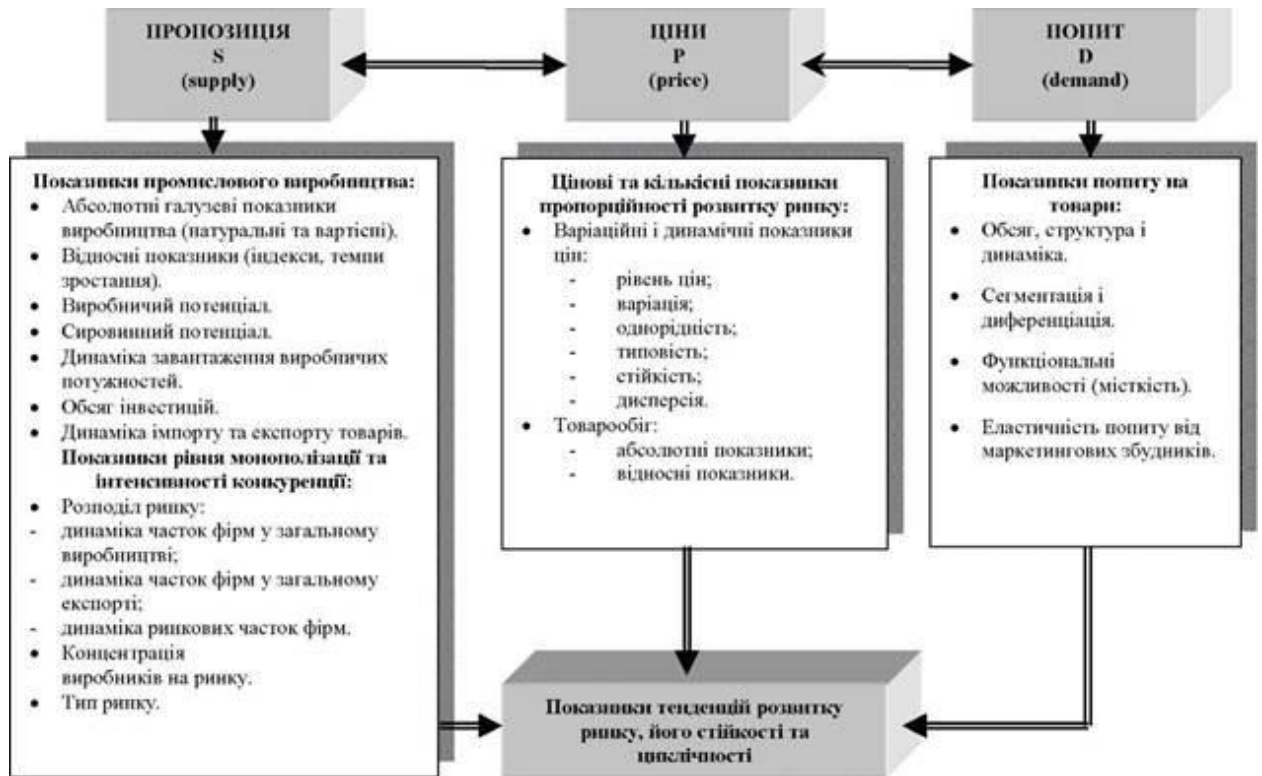 ПРОПОЗИЦІЯ
S
(supply)
ЦІНИ
P
(price)
ПОПИТ
D
(demand)
Показники промислового виробництва:
• Абсолютні галузеві показники
виробництва (натуральні та вартісні).
• Відносні показники (індекси, темпи
зростання).
• Виробничий потенціал.
• Сировинний потенціал.
• Динаміка завантаження виробничих
потужностей.
• Обсяг інвестицій.
• Динаміка імпорту та експорту товарів.
Показники рівня монополізації та
інтенсивності конкуренції:
• Розподіл ринку:
- динаміка часток фірм у загальному
виробництві;
- динаміка часток фірм у загальному
експорті;
- динаміка ринкових часток фірм.
• Концентрація
виробників на ринку.
• Тип ринку.
Цінові та кількісні показники
пропорційності розвитку ринку:
• Варіаційні і динамічні показники
цін:
- рівень цін;
- варіація;
- однорідність;
- типовість;
- стійкість;
- дисперсія.
• Товарообіг:
- абсолютні показники;
- відносні показники.
Показники попиту на
товари:
• Обсяг, структура і
динаміка.
• Сегментація і
диференціація.
• Функціональні
можливості (місткість).
• Еластичність попиту від
маркетингових збудників.
Показники тенденцій розвитку
ринку, його стійкості та
циклічності